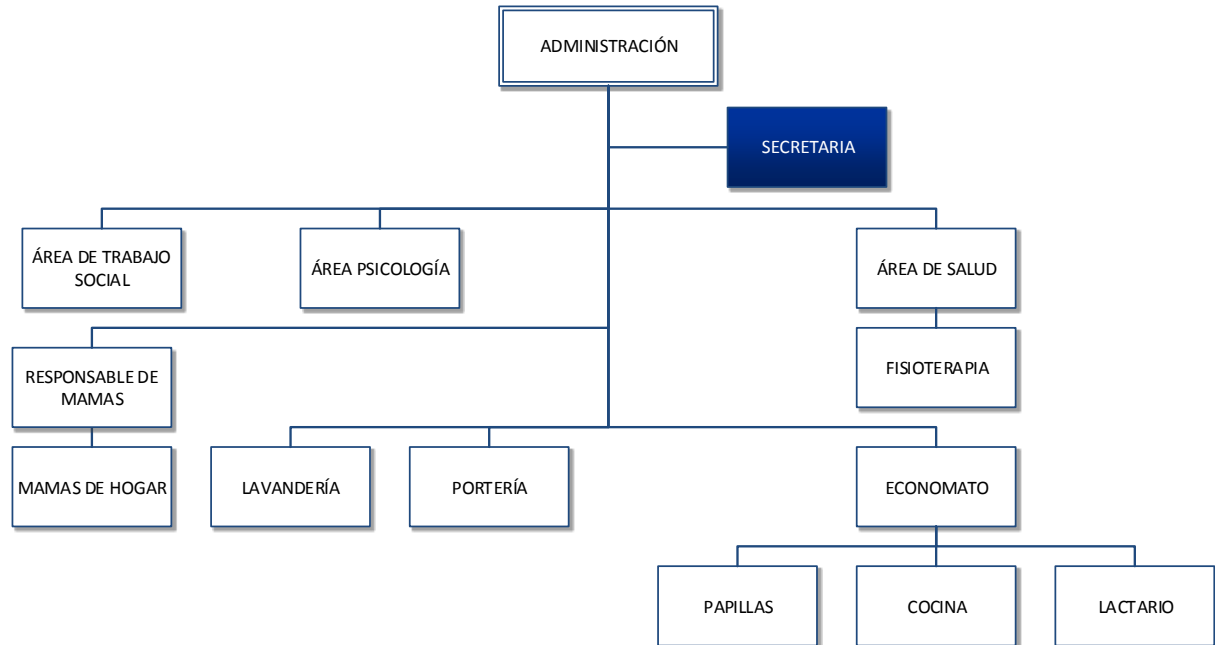 ADMINISTRACIÓN
SECRETARIA
ÁREA DE TRABAJO
SOCIAL
ÁREA PSICOLOGÍA
ÁREA DE SALUD
RESPONSABLE DE
MAMAS
FISIOTERAPIA
MAMAS DE HOGAR
LAVANDERÍA
PORTERÍA
ECONOMATO
PAPILLAS
COCINA
LACTARIO